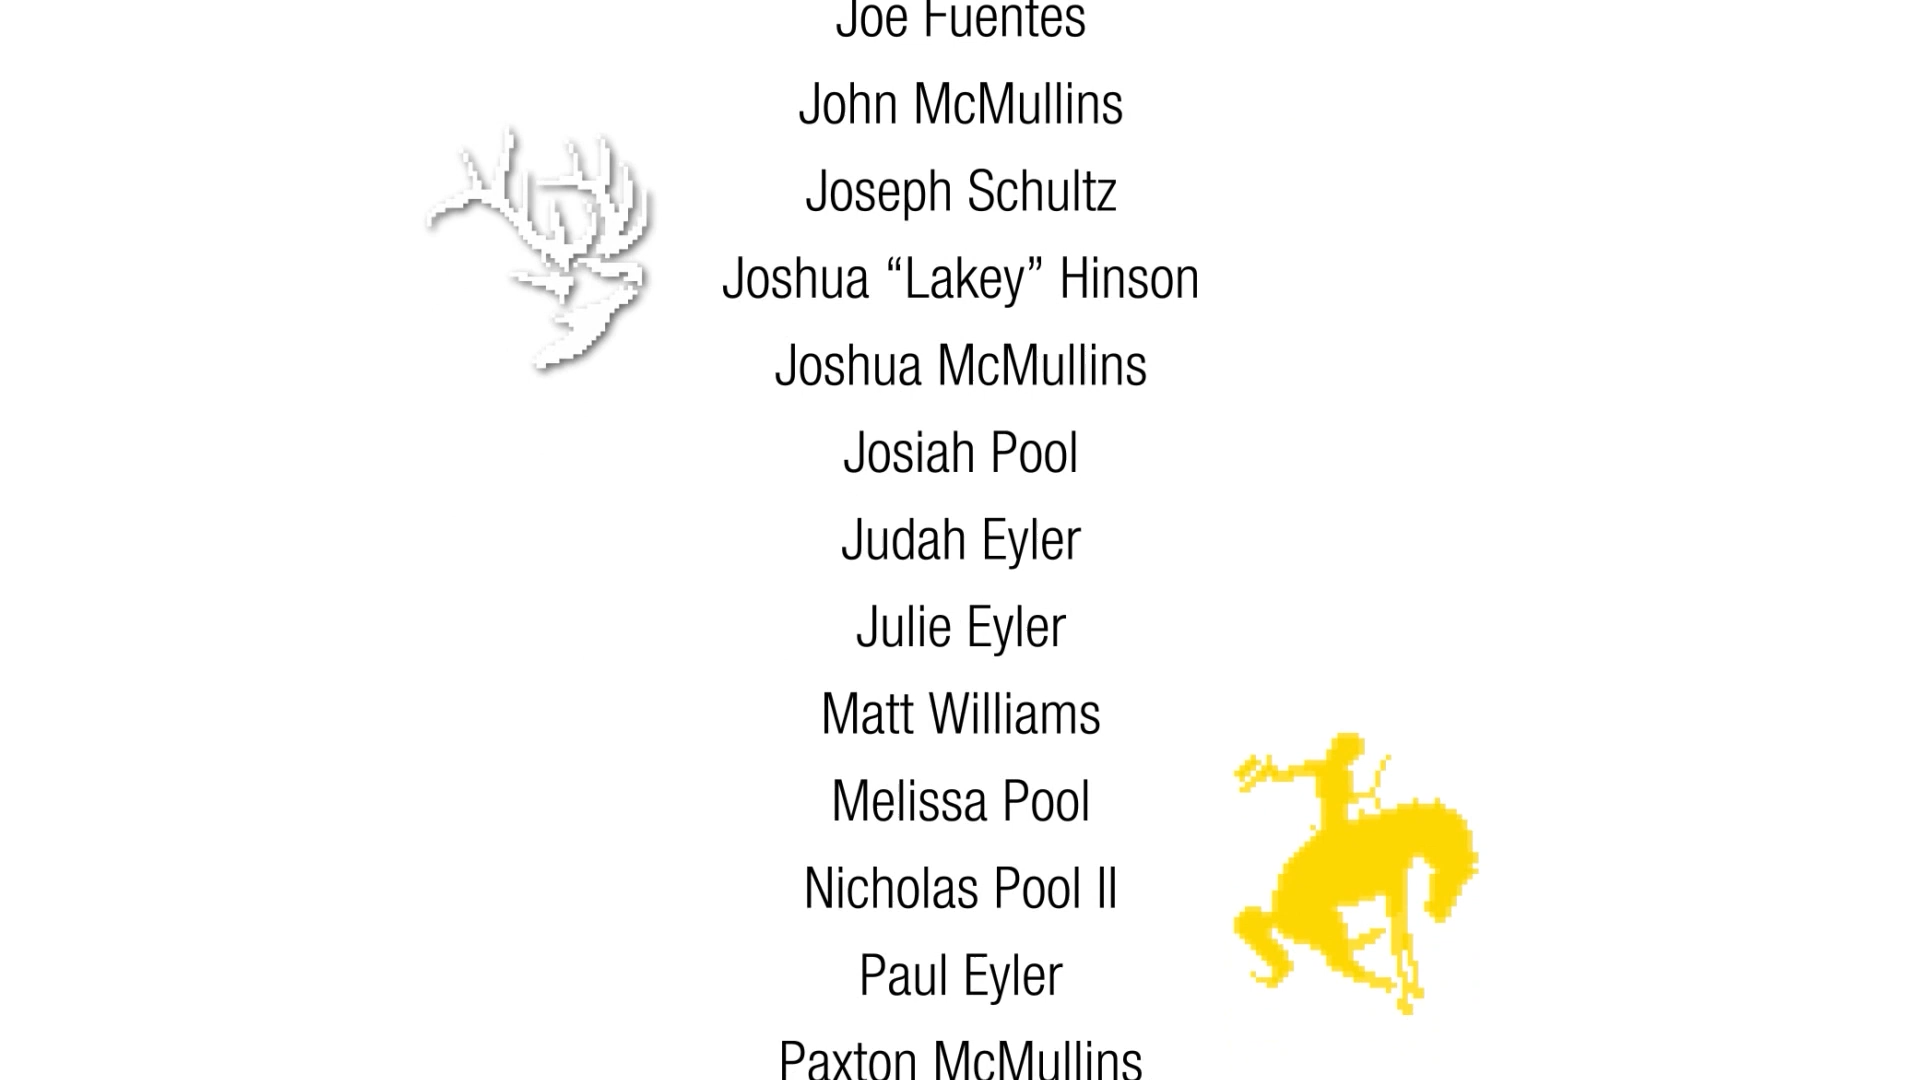 Joe Fuentes
John McMullins
Joseph Schultz
Joshua “Lakey” Hinson
Joshua McMullins
Josiah Pool
Judah Eyler
Julie Eyler
Matt Williams
Melissa Pool
Nicholas Pool II
Paul Eyler
Paxton McMullins